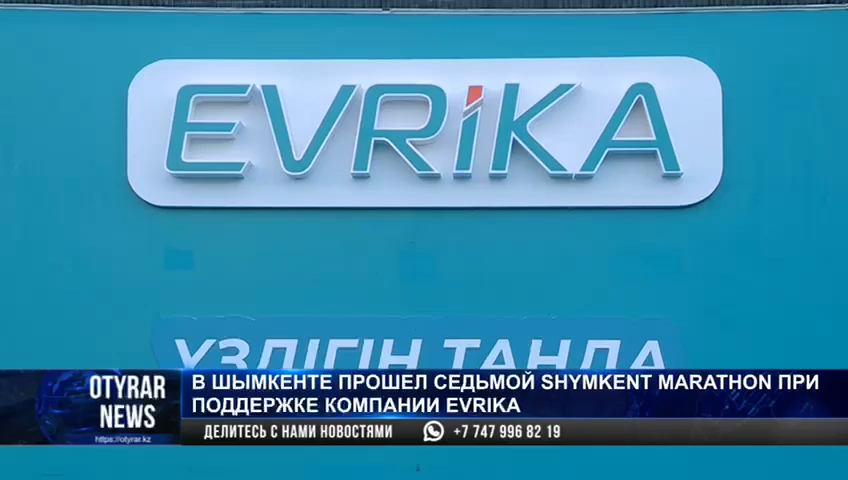 EVRiKA
ҮЗДІГІН ТАҢДА
OTYRAR
NEWS
https://otyrar.kz
В ШЫМКЕНТЕ ПРОШЕЛ СЕДЬМОЙ SHYMKENT MARATHON ПРИ
ПОДДЕРЖКЕ КОМПАНИИ EVRIKA
ДЕЛИТЕСЬ С НАМИ НОВОСТЯМИ
+7 747 996 82 19